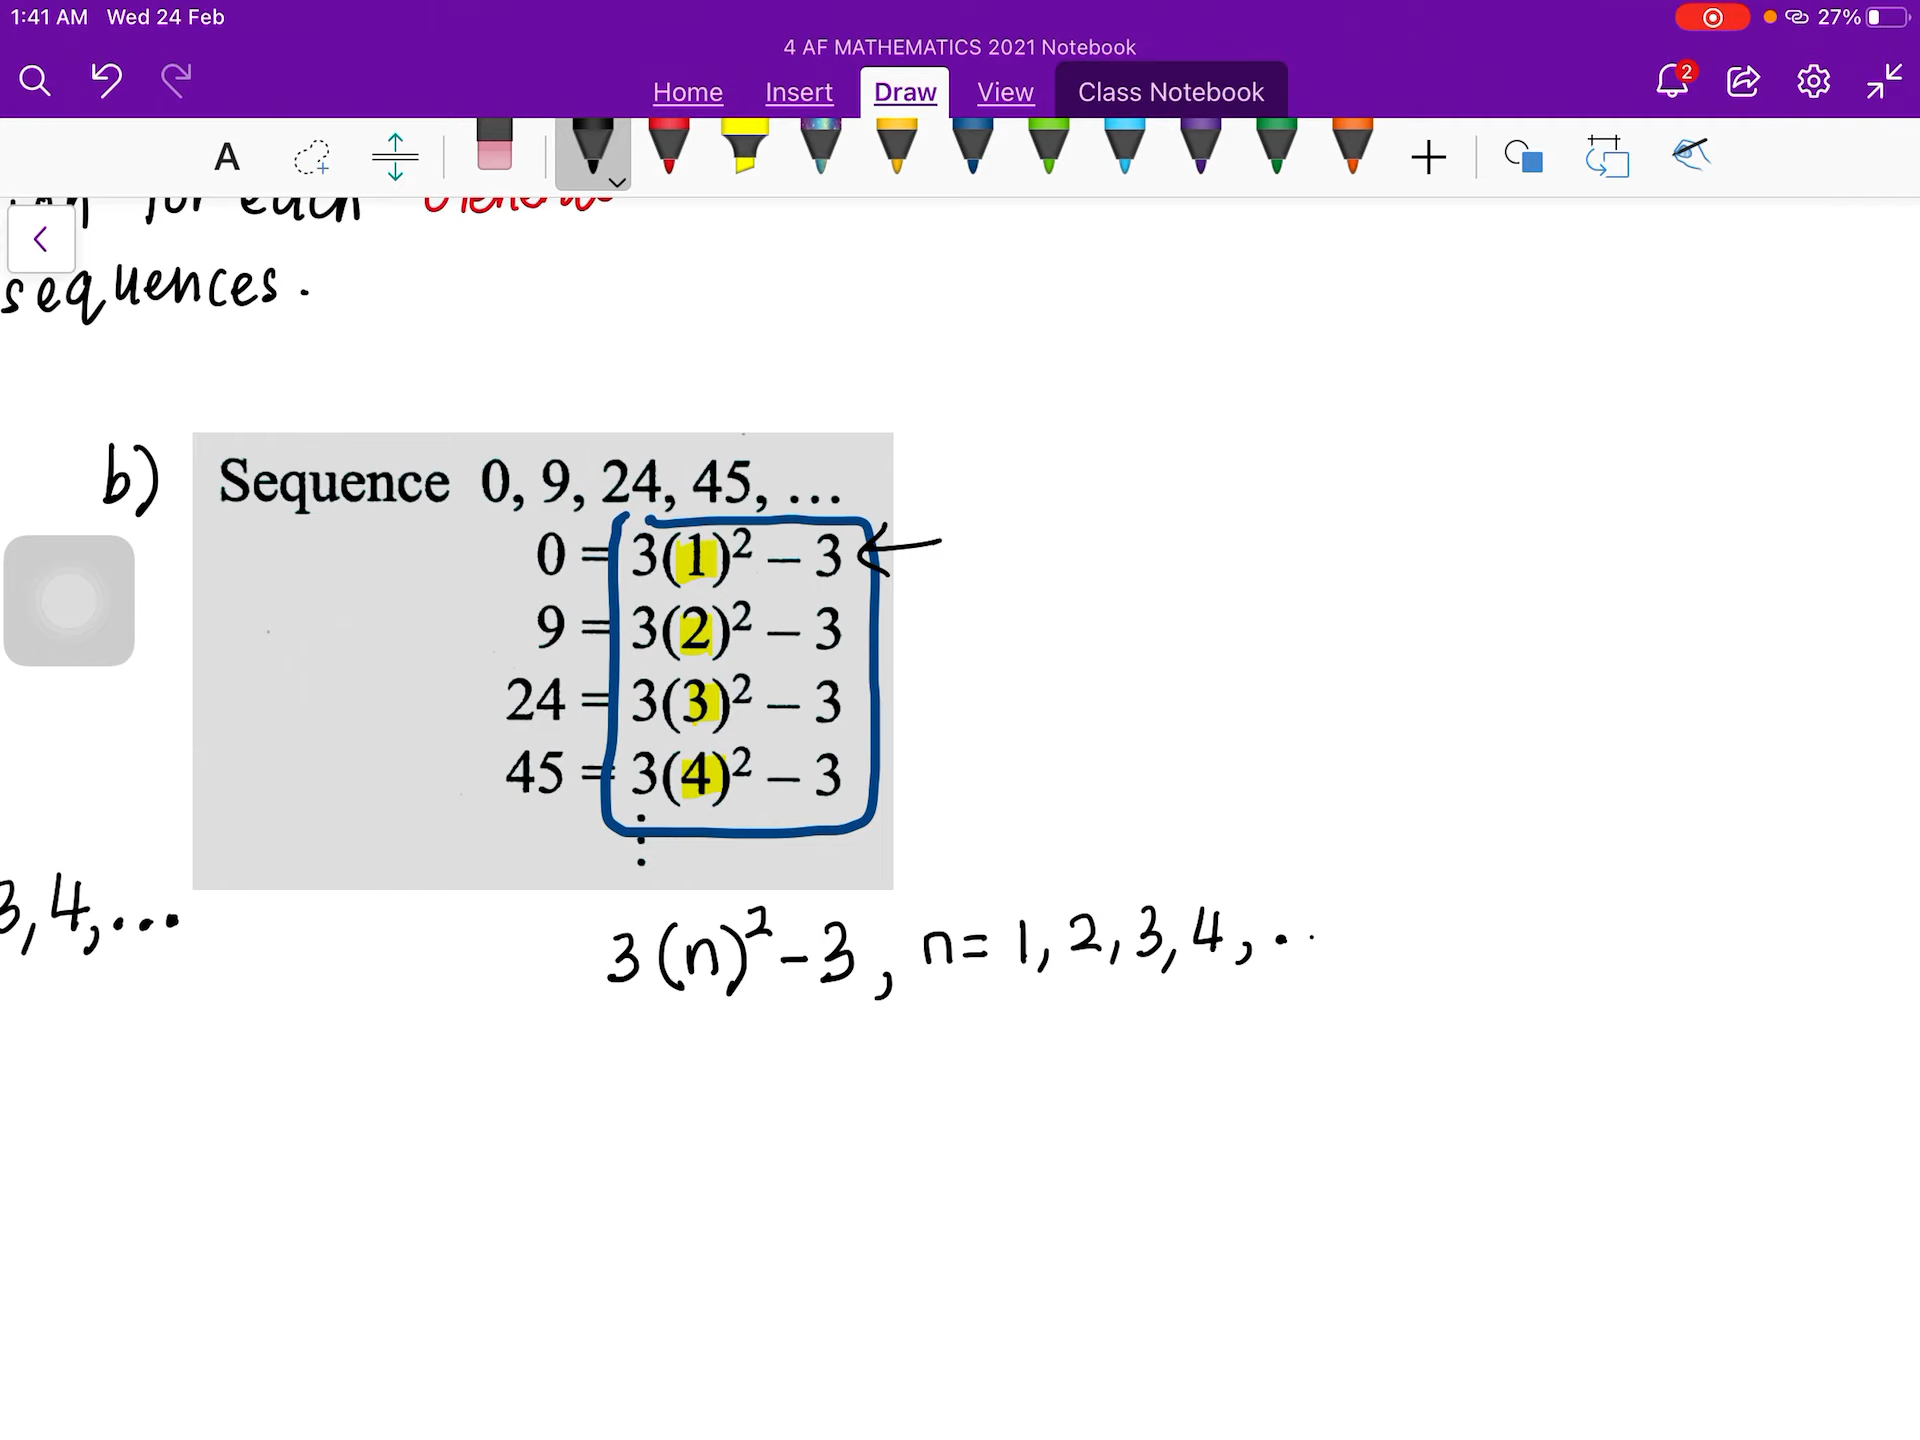 1:41 AM Wed 24 Feb
27%
4 AF MATHEMATICS 2021 Notebook
Home Insert Draw View Class Notebook
2
A
for each
sequences.
b) Sequence 0, 9, 24, 45, ...
0 = 3(1)² – 3
9 = 3(2)² – 3
24 = 3(3)² – 3
45 = 3(4)² – 3
⋮
3, 4, ...
3(n)² - 3, n = 1, 2, 3, 4, ..